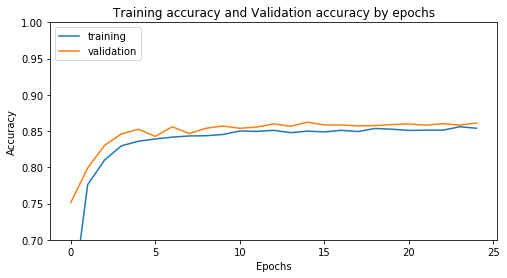 Training accuracy and Validation accuracy by epochs
1.00
training
validation
0.95
0.90
0.85
0.80
0.75
0.70
Accuracy
0 5 10 15 20 25
Epochs